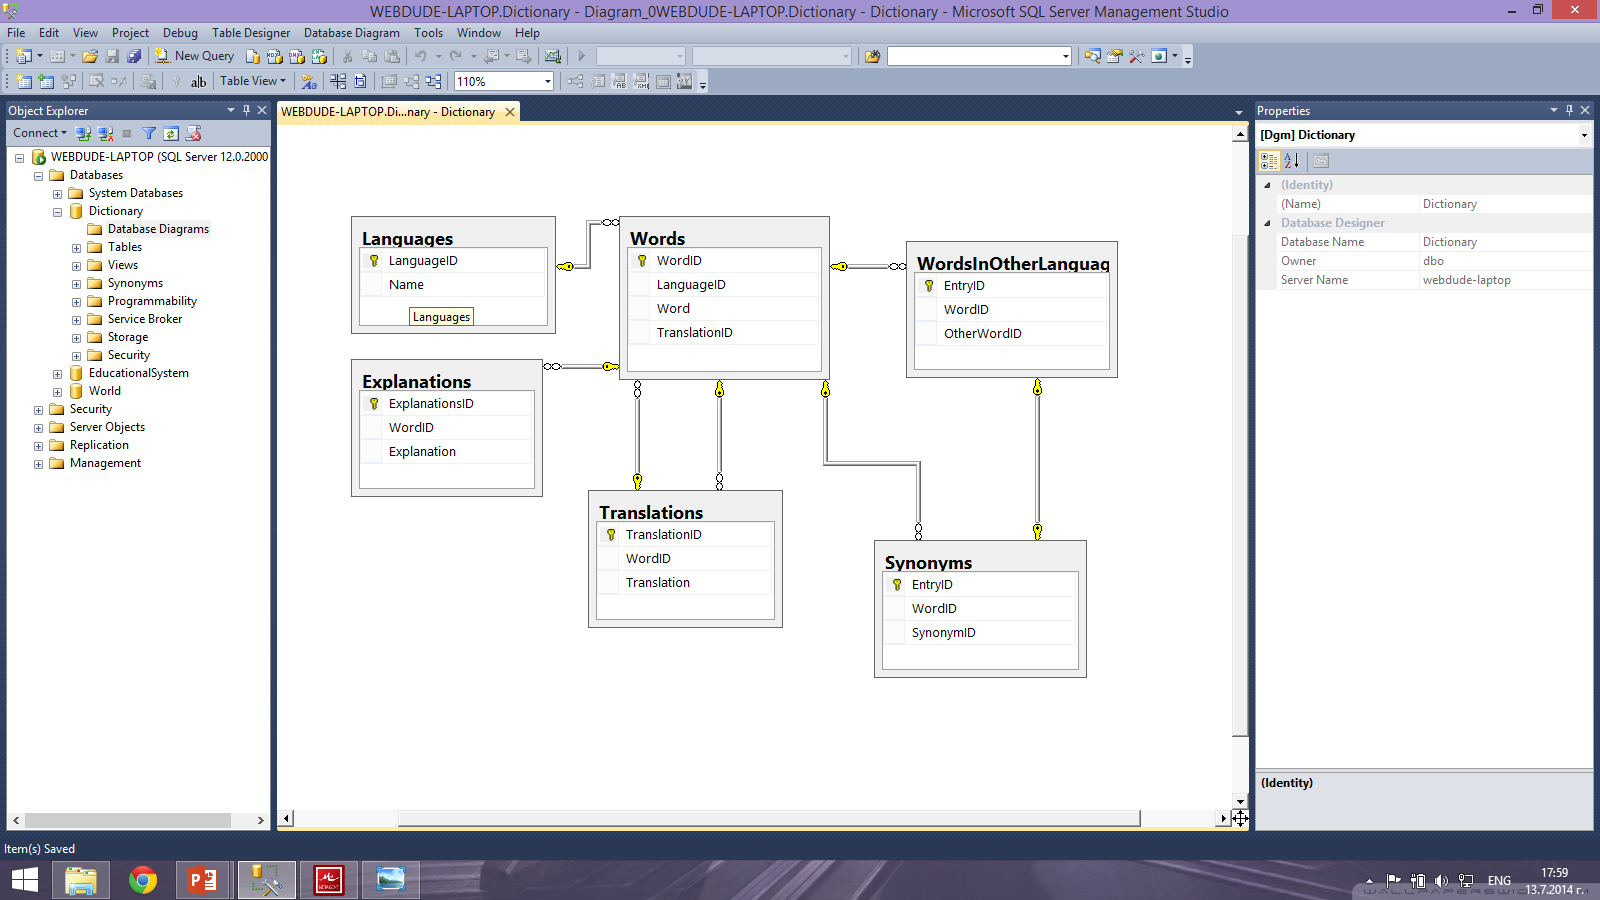 WEBDUDE-LAPTOP.Dictionary - Diagram_0WEBDUDE-LAPTOP.Dictionary - Dictionary - Microsoft SQL Server Management Studio
File Edit View Project Debug Table Designer Database Diagram Tools Window Help
New Query
ab Table View 110%
Object Explorer
Connect
WEBDUDE-LAPTOP (SQL Server 12.0.2000
Databases
System Databases
Dictionary
Database Diagrams
Tables
Views
Synonyms
Programmability
Service Broker
Storage
Security
EducationalSystem
World
Security
Server Objects
Replication
Management
WEBDUDE-LAPTOP.Di...nary - Dictionary
Languages
LanguageID
Name
Languages
Words
WordID
LanguageID
Word
TranslationID
WordsInOtherLanguag
EntryID
WordID
OtherWordID
Explanations
ExplanationsID
WordID
Explanation
Translations
TranslationID
WordID
Translation
Synonyms
EntryID
WordID
SynonymID
Properties
[Dgm] Dictionary
(Identity)
(Name) Dictionary
Database Designer
Database Name Dictionary
Owner dbo
Server Name webdude-laptop
(Identity)
Item(s) Saved
ENG
17:59
13.7.2014 г.